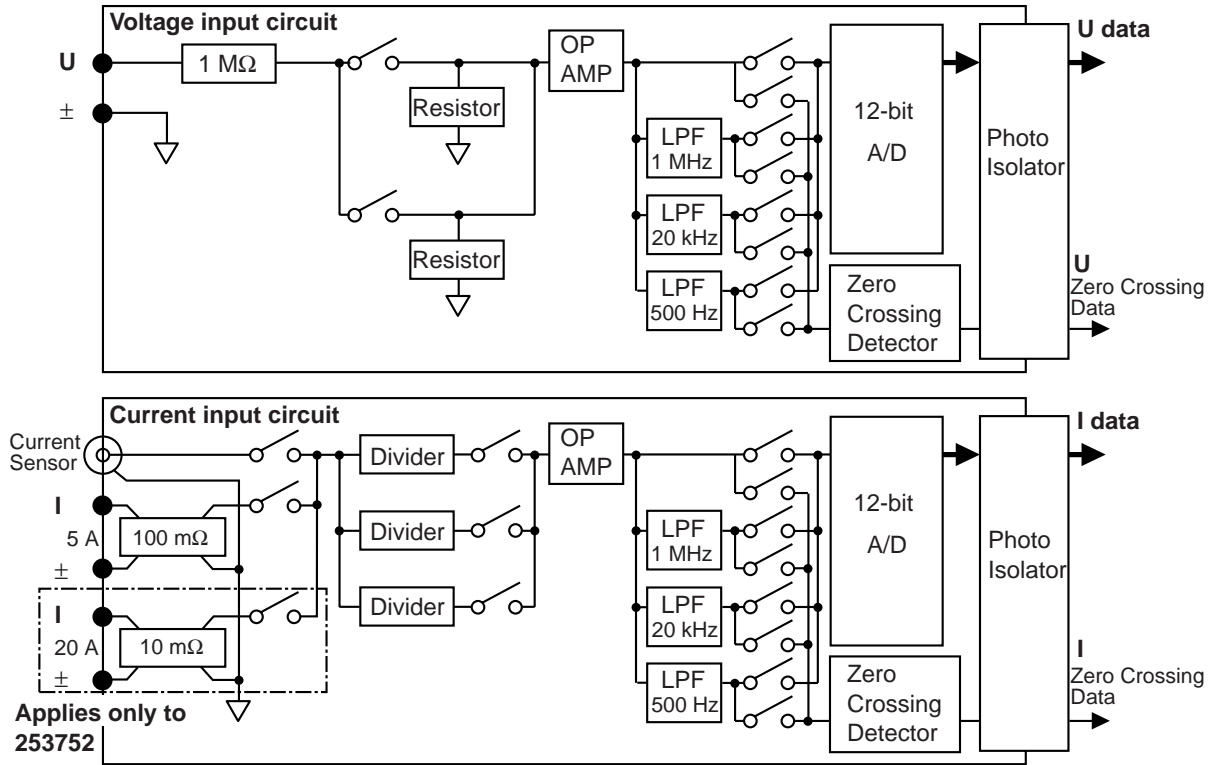 Voltage input circuit
U
±
1 MΩ
Resistor
Resistor
OP
AMP
LPF
1 MHz
LPF
20 kHz
LPF
500 Hz
12-bit
A/D
Zero
Crossing
Detector
Photo
Isolator
U data
U
Zero Crossing
Data
Current input circuit
Current
Sensor
I
5 A
±
100 mΩ
I
20 A
±
10 mΩ
Applies only to
253752
Divider
Divider
Divider
OP
AMP
LPF
1 MHz
LPF
20 kHz
LPF
500 Hz
12-bit
A/D
Zero
Crossing
Detector
Photo
Isolator
I data
I
Zero Crossing
Data